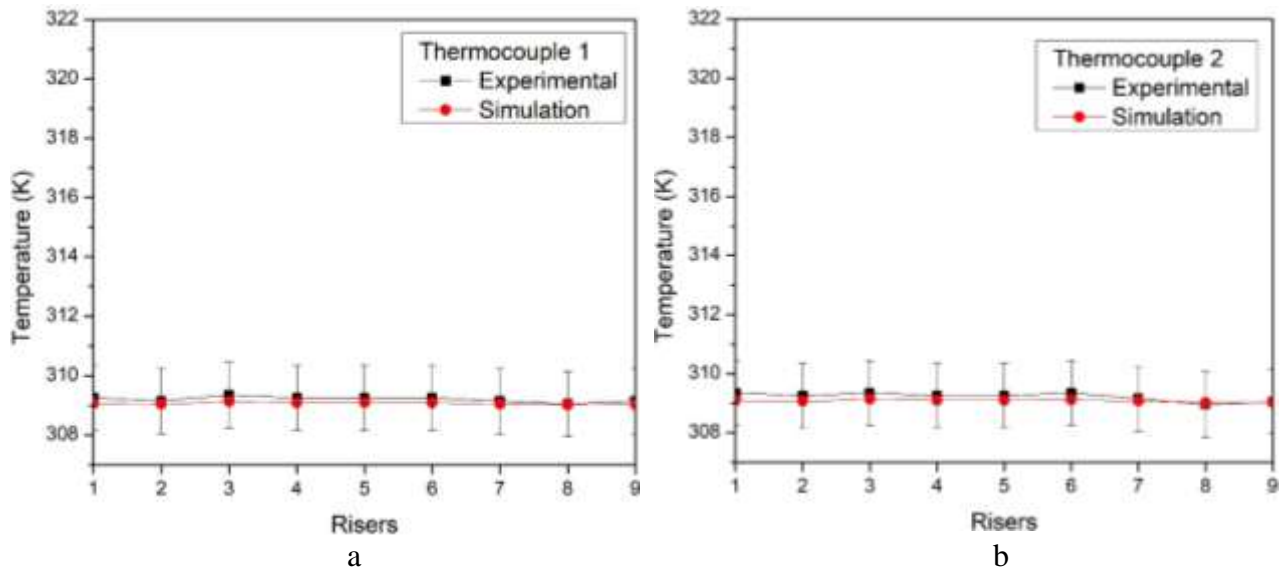 322
320
318
316
314
312
310
308
Temperature (K)
Thermocouple 1
Experimental
Simulation
1 2 3 4 5 6 7 8 9
Risers
a
322
320
318
316
314
312
310
308
Temperature (K)
Thermocouple 2
Experimental
Simulation
1 2 3 4 5 6 7 8 9
Risers
b